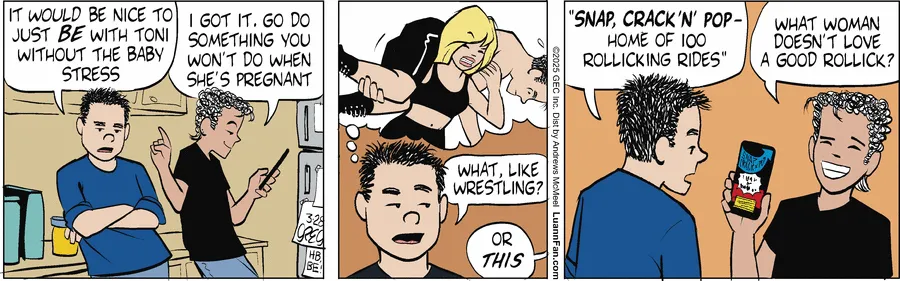 IT WOULD BE NICE TO
JUST BE WITH TONI
WITHOUT THE BABY
STRESS
I GOT IT. GO DO
SOMETHING YOU
WON'T DO WHEN
SHE'S PREGNANT
3-28
GREG
HB,
BE!
WHAT, LIKE
WRESTLING?
OR
THIS
©2025 GEC Inc. Dist by Andrews McMeel LuannFan.com
"SNAP, CRACK 'N' POP-
HOME OF 100
ROLLICKING RIDES"
WHAT WOMAN
DOESN'T LOVE
A GOOD ROLLICK?